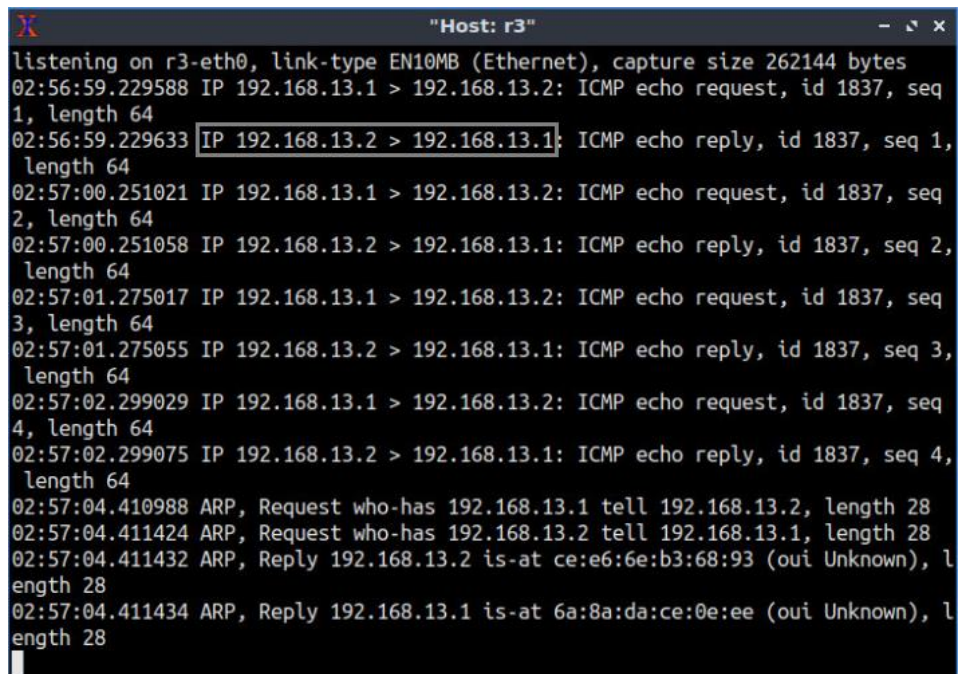 "Host: r3"
listening on r3-eth0, link-type EN10MB (Ethernet), capture size 262144 bytes
02:56:59.229588 IP 192.168.13.1 > 192.168.13.2: ICMP echo request, id 1837, seq
1, length 64
02:56:59.229633 IP 192.168.13.2 > 192.168.13.1: ICMP echo reply, id 1837, seq 1,
 length 64
02:57:00.251021 IP 192.168.13.1 > 192.168.13.2: ICMP echo request, id 1837, seq
2, length 64
02:57:00.251058 IP 192.168.13.2 > 192.168.13.1: ICMP echo reply, id 1837, seq 2,
 length 64
02:57:01.275017 IP 192.168.13.1 > 192.168.13.2: ICMP echo request, id 1837, seq
3, length 64
02:57:01.275055 IP 192.168.13.2 > 192.168.13.1: ICMP echo reply, id 1837, seq 3,
 length 64
02:57:02.299029 IP 192.168.13.1 > 192.168.13.2: ICMP echo request, id 1837, seq
4, length 64
02:57:02.299075 IP 192.168.13.2 > 192.168.13.1: ICMP echo reply, id 1837, seq 4,
 length 64
02:57:04.410988 ARP, Request who-has 192.168.13.1 tell 192.168.13.2, length 28
02:57:04.411424 ARP, Request who-has 192.168.13.2 tell 192.168.13.1, length 28
02:57:04.411432 ARP, Reply 192.168.13.2 is-at ce:e6:6e:b3:68:93 (oui Unknown), l
ength 28
02:57:04.411434 ARP, Reply 192.168.13.1 is-at 6a:8a:da:ce:0e:ee (oui Unknown), l
ength 28